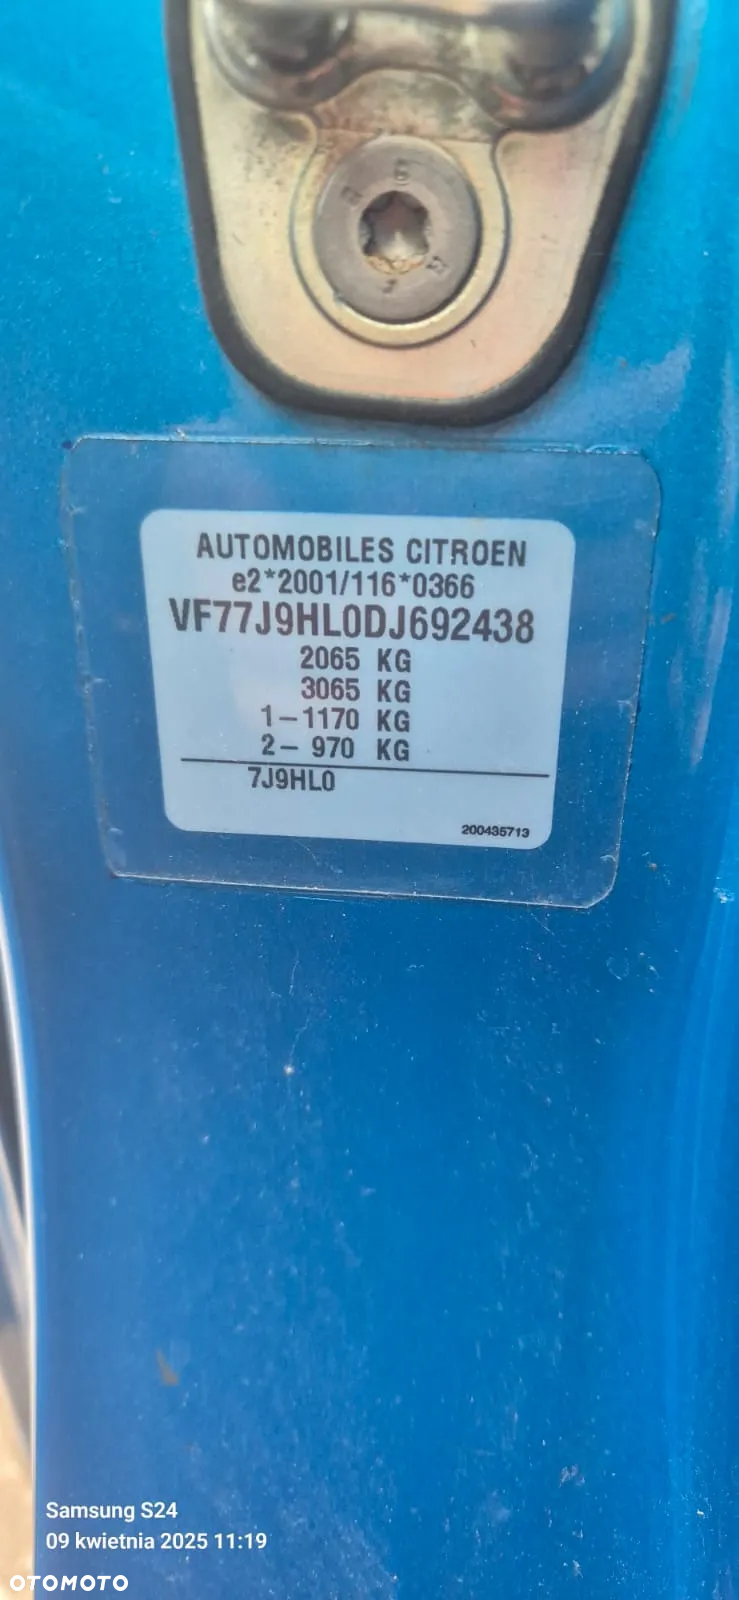 AUTOMOBILES CITROEN
e2*2001/116*0366
VF77J9HL0DJ692438
2065 KG
3065 KG
1-1170 KG
2- 970 KG
7J9HL0
200435713
Samsung S24
09 kwietnia 2025 11:19
OTOMOTO